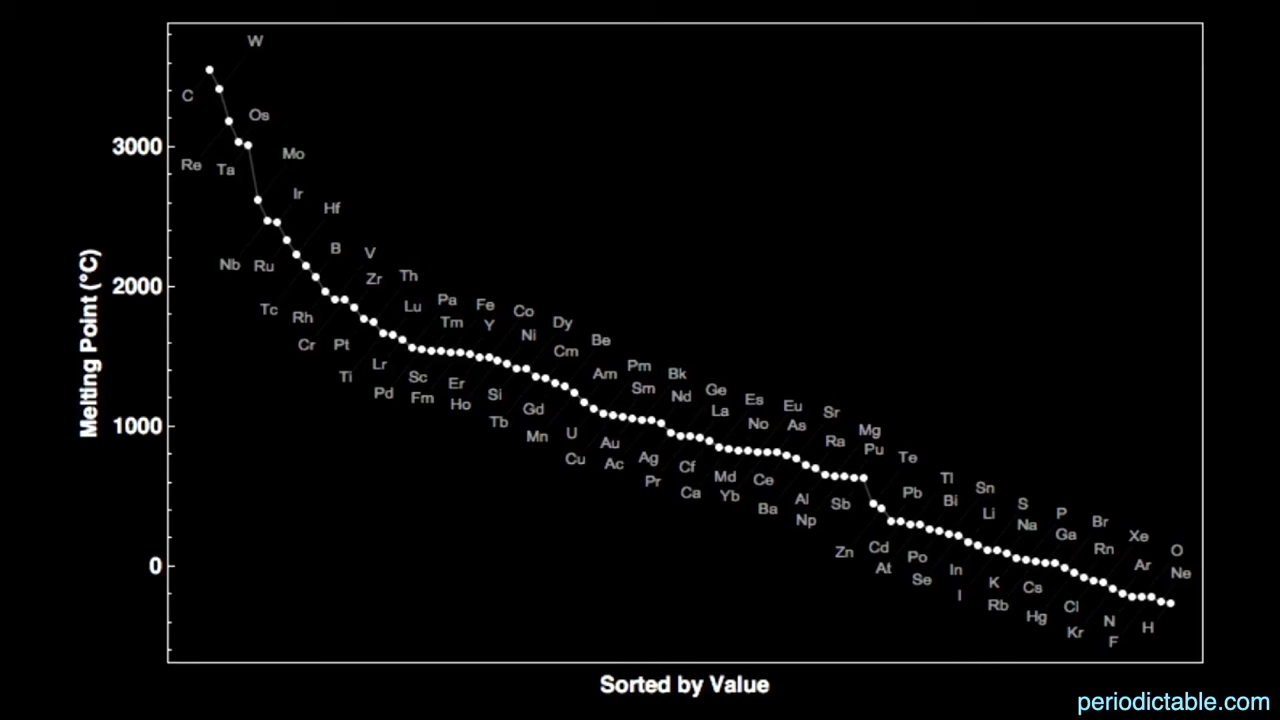 W
C
Os
Re
Ta
Mo
Ir
Hf
Nb
Ru
B
V
Zr
Th
Tc
Rh
Lu
Pa
Fe
Co
Tm
Y
Ni
Dy
Cr
Pt
Cm
Be
Ti
Lr
Sc
Er
Si
Am
Pm
Bk
Pd
Fm
Ho
Sm
Nd
Ge
Es
Eu
Sr
Tb
Gd
La
No
As
Mn
U
Au
Ra
Mg
Cu
Ac
Ag
Pu
Te
Pr
Cf
Md
Ce
Ca
Yb
Al
Sb
Pb
Tl
Sn
Ba
Np
Bi
Li
S
P
Br
Zn
Cd
Po
Na
Ga
Xe
At
Se
In
Rn
Ar
O
I
K
Cs
Ne
Rb
Hg
Cl
N
H
Kr
F
3000
2000
1000
0
Melting Point (°C)
Sorted by Value
periodictable.com